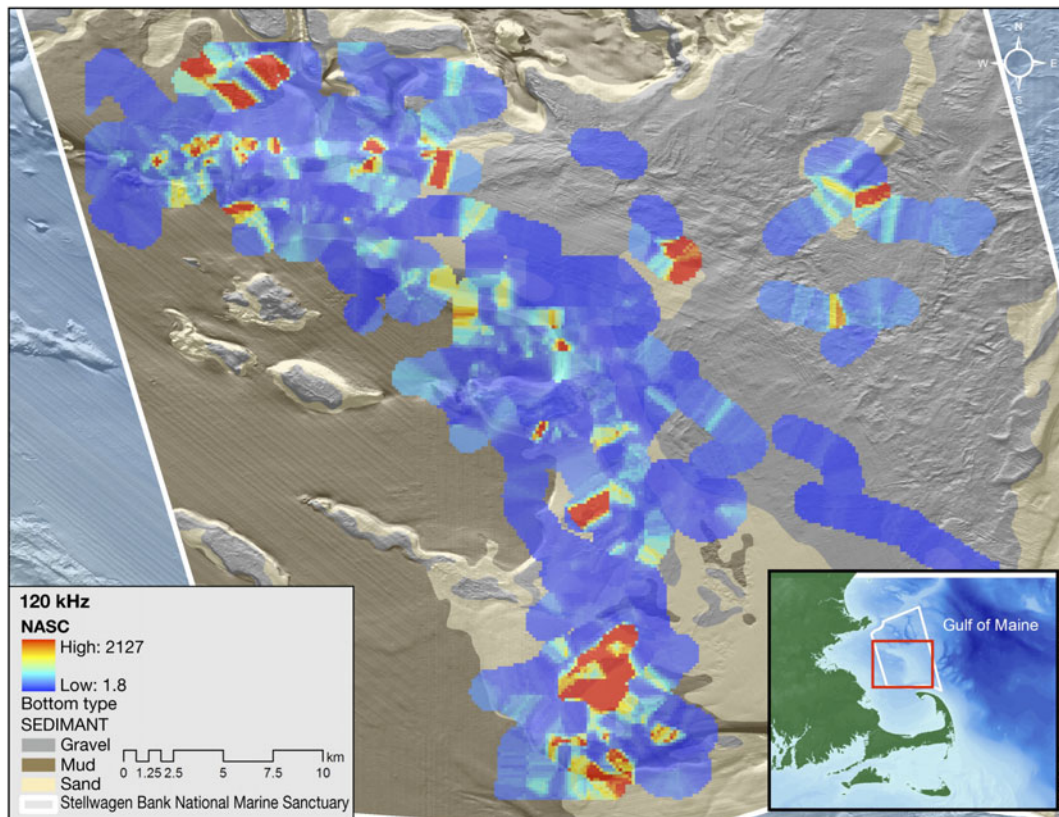 N
W E
S
120 kHz
NASC
High: 2127
Low: 1.8
Bottom type
SEDIMANT
Gravel
Mud
Sand
Stellwagen Bank National Marine Sanctuary
km
0 1.25 2.5 5 7.5 10
Gulf of Maine